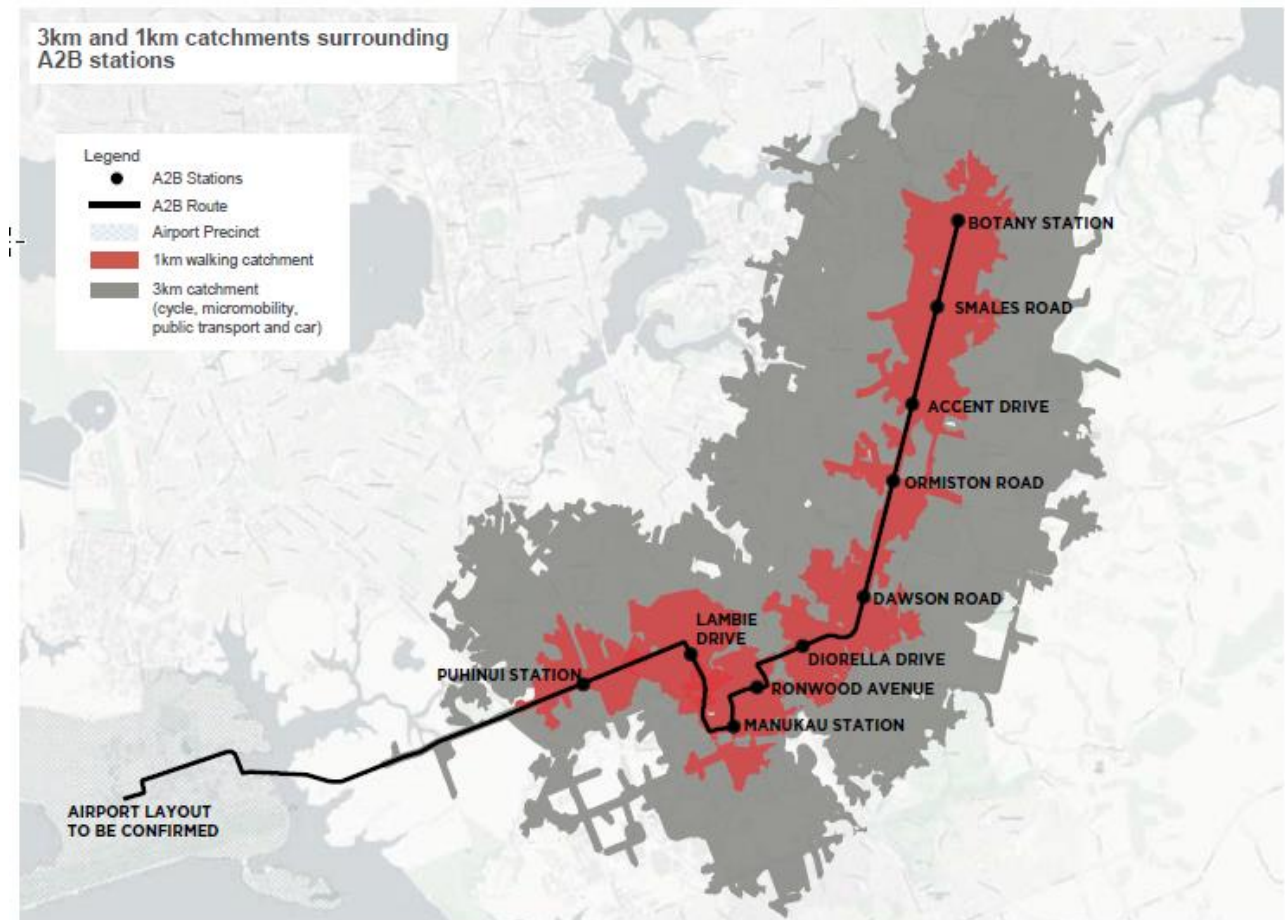 3km and 1km catchments surrounding
A2B stations
Legend
A2B Stations
A2B Route
Airport Precinct
1km walking catchment
3km catchment
(cycle, micromobility,
public transport and car)
BOTANY STATION
SMALES ROAD
ACCENT DRIVE
ORMISTON ROAD
DAWSON ROAD
LAMBIE
DRIVE
DIORELLA DRIVE
PUHINUI STATION
RONWOOD AVENUE
MANUKAU STATION
AIRPORT LAYOUT
TO BE CONFIRMED